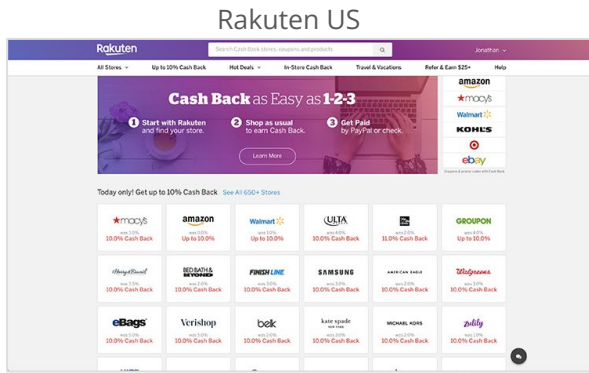 Rakuten US
Rakuten
Search Cash Back stores, coupons and products
Jonathan
All Stores
Up to 10% Cash Back
Hot Deals
In-Store Cash Back
Travel & Vacations
Refer & Earn $25+
Help
Cash Back as Easy as 1-2-3
1 Start with Rakuten
and find your store.
2 Shop as usual
to earn Cash Back.
3 Get Paid
by PayPal or check.
Learn More
amazon
macy's
Walmart
KOHL'S
ebay
Today only! Get up to 10% Cash Back See All 650+ Stores
macy's
10.0% Cash Back
amazon
Up to 10.0%
Walmart
Up to 10.0%
ULTA
10.0% Cash Back
11.0% Cash Back
GROUPON
Up to 10.0%
Harry & David
10.0% Cash Back
BED BATH &
BEYOND
10.0% Cash Back
FINISH LINE
10.0% Cash Back
SAMSUNG
10.0% Cash Back
AMERICAN EAGLE
10.0% Cash Back
Walgreens
10.0% Cash Back
eBags
10.0% Cash Back
Verishop
10.0% Cash Back
belk
10.0% Cash Back
kate spade
NEW YORK
10.0% Cash Back
MICHAEL KORS
10.0% Cash Back
zulily
10.0% Cash Back